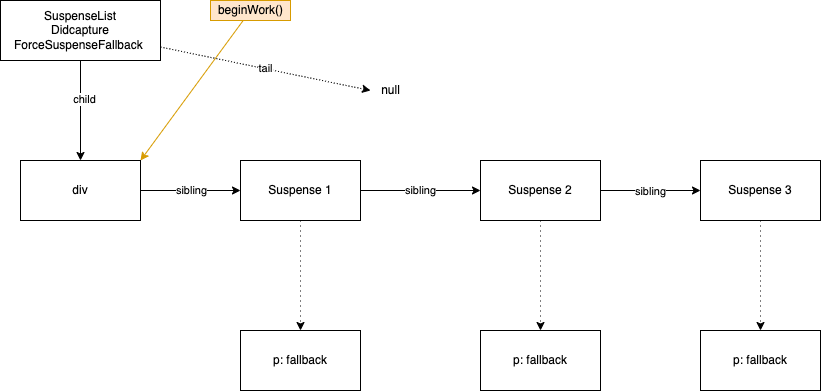 SuspenseList
Didcapture
ForceSuspenseFallback
beginWork()
tail
null
child
div
sibling
Suspense 1
sibling
Suspense 2
sibling
Suspense 3
p: fallback
p: fallback
p: fallback